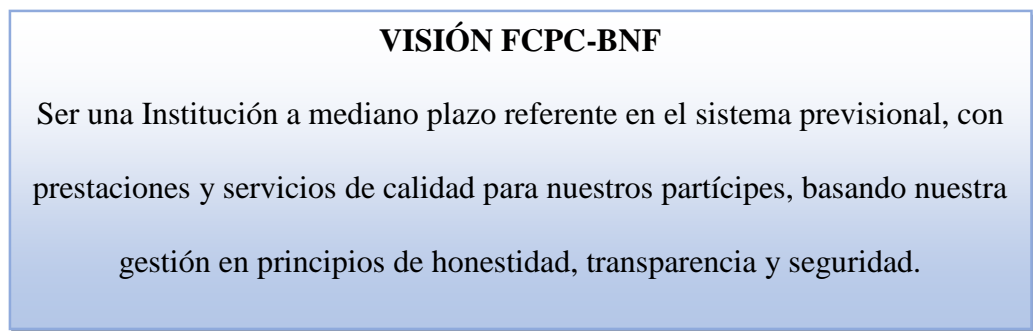 VISIÓN FCPC-BNF
Ser una Institución a mediano plazo referente en el sistema previsional, con
prestaciones y servicios de calidad para nuestros partícipes, basando nuestra
gestión en principios de honestidad, transparencia y seguridad.